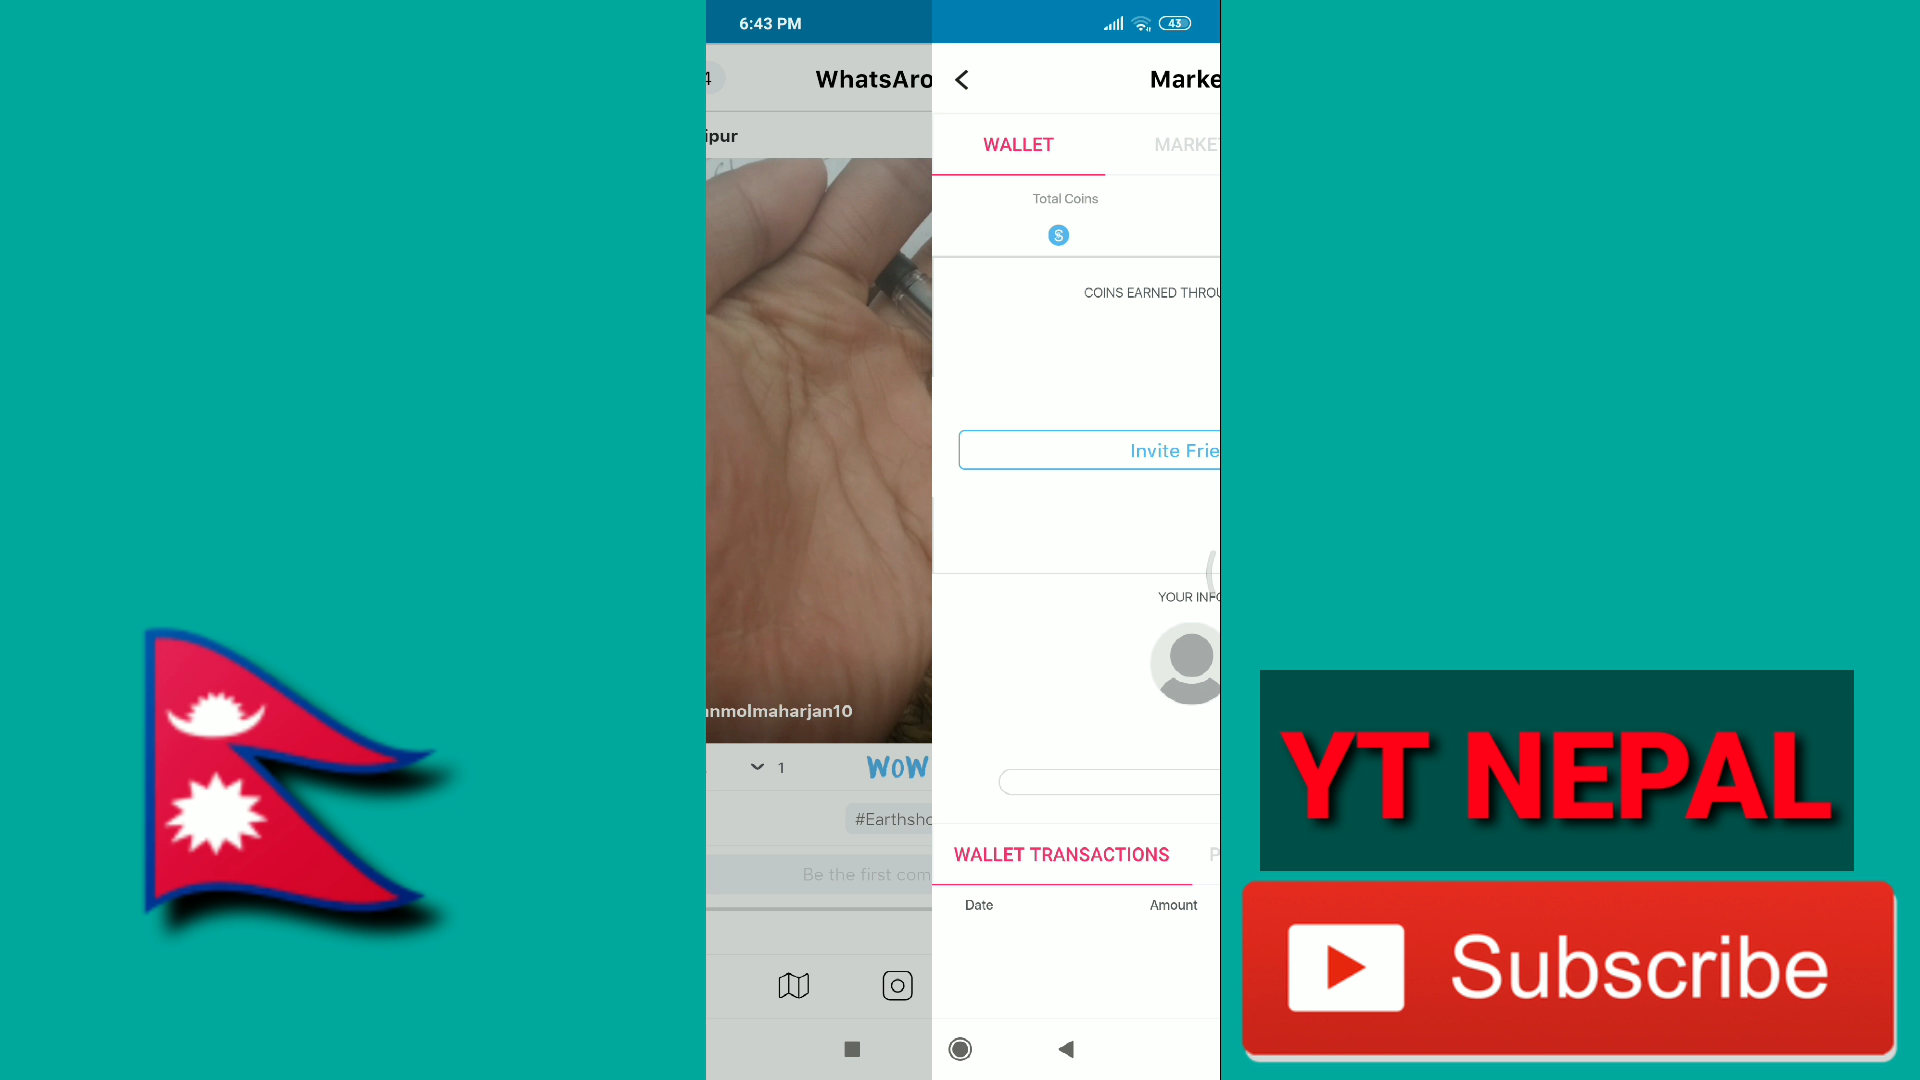 6:43 PM
43
4
WhatsAro
Marke
ipur
WALLET
MARKE
Total Coins
$
COINS EARNED THROU
Invite Frie
YOUR INFO
nmolmaharjan10
1
WOW
#Earthsho
Be the first com
WALLET TRANSACTIONS
P
Date
Amount
YT NEPAL
Subscribe